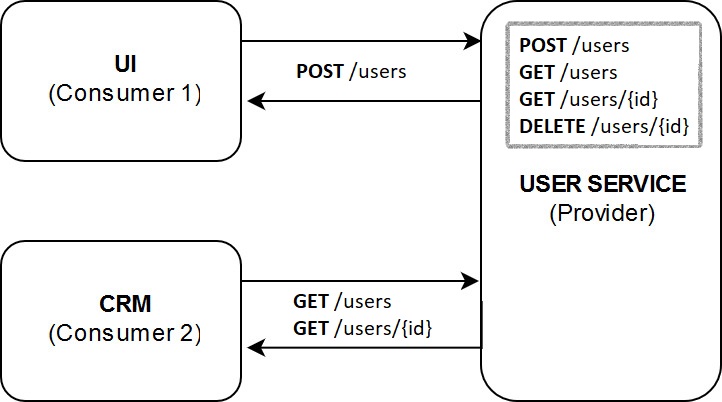 UI
(Consumer 1)
POST /users
POST /users
GET /users
GET /users/{id}
DELETE /users/{id}
USER SERVICE
(Provider)
CRM
(Consumer 2)
GET /users
GET /users/{id}